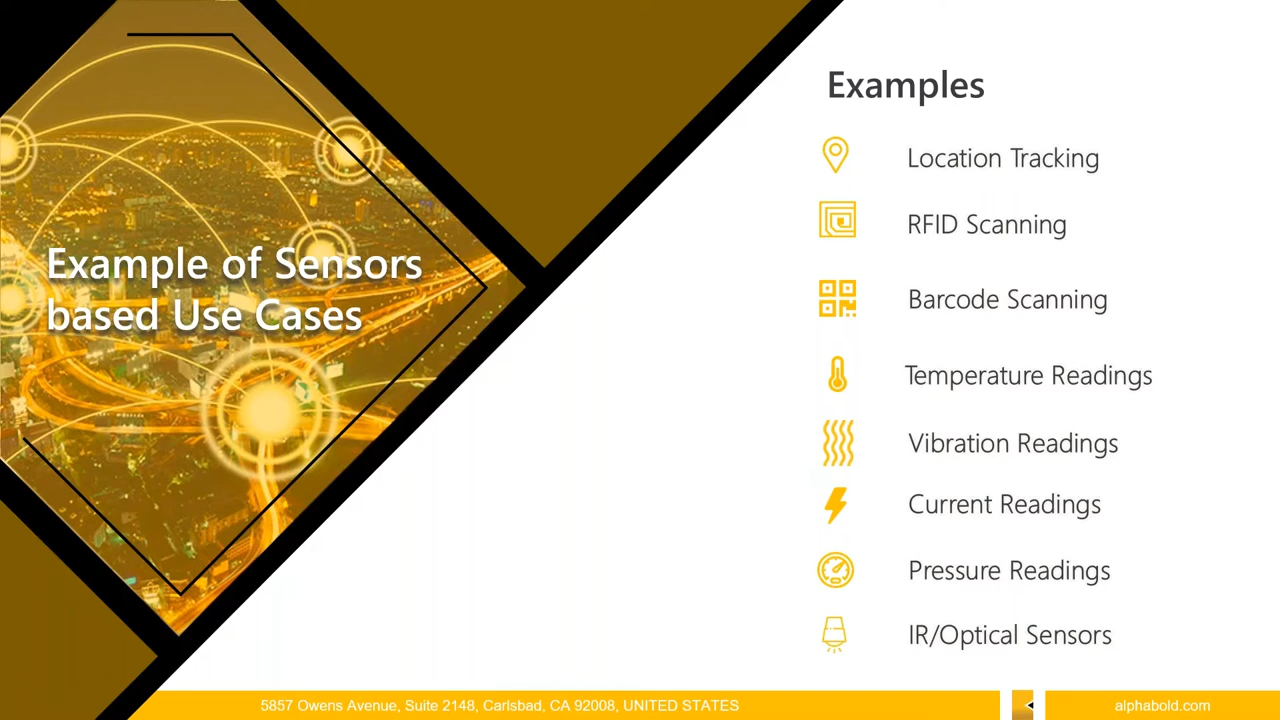 Example of Sensors
based Use Cases
Examples
Location Tracking
RFID Scanning
Barcode Scanning
Temperature Readings
Vibration Readings
Current Readings
Pressure Readings
IR/Optical Sensors
5857 Owens Avenue, Suite 2148, Carlsbad, CA 92008, UNITED STATES
alphabold.com